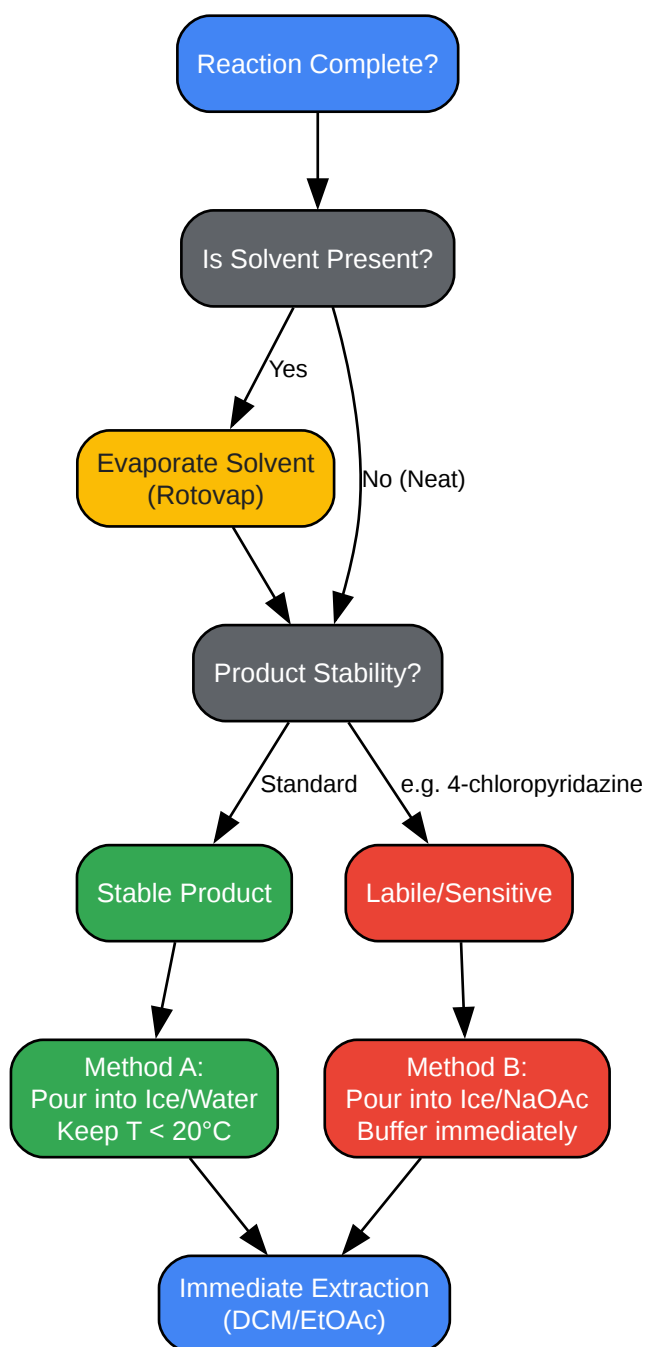 Reaction Complete?
Is Solvent Present?
Yes
Evaporate Solvent
(Rotovap)
No (Neat)
Product Stability?
Standard
e.g. 4-chloropyridazine
Stable Product
Labile/Sensitive
Method A:
Pour into Ice/Water
Keep T < 20°C
Method B:
Pour into Ice/NaOAc
Buffer immediately
Immediate Extraction
(DCM/EtOAc)